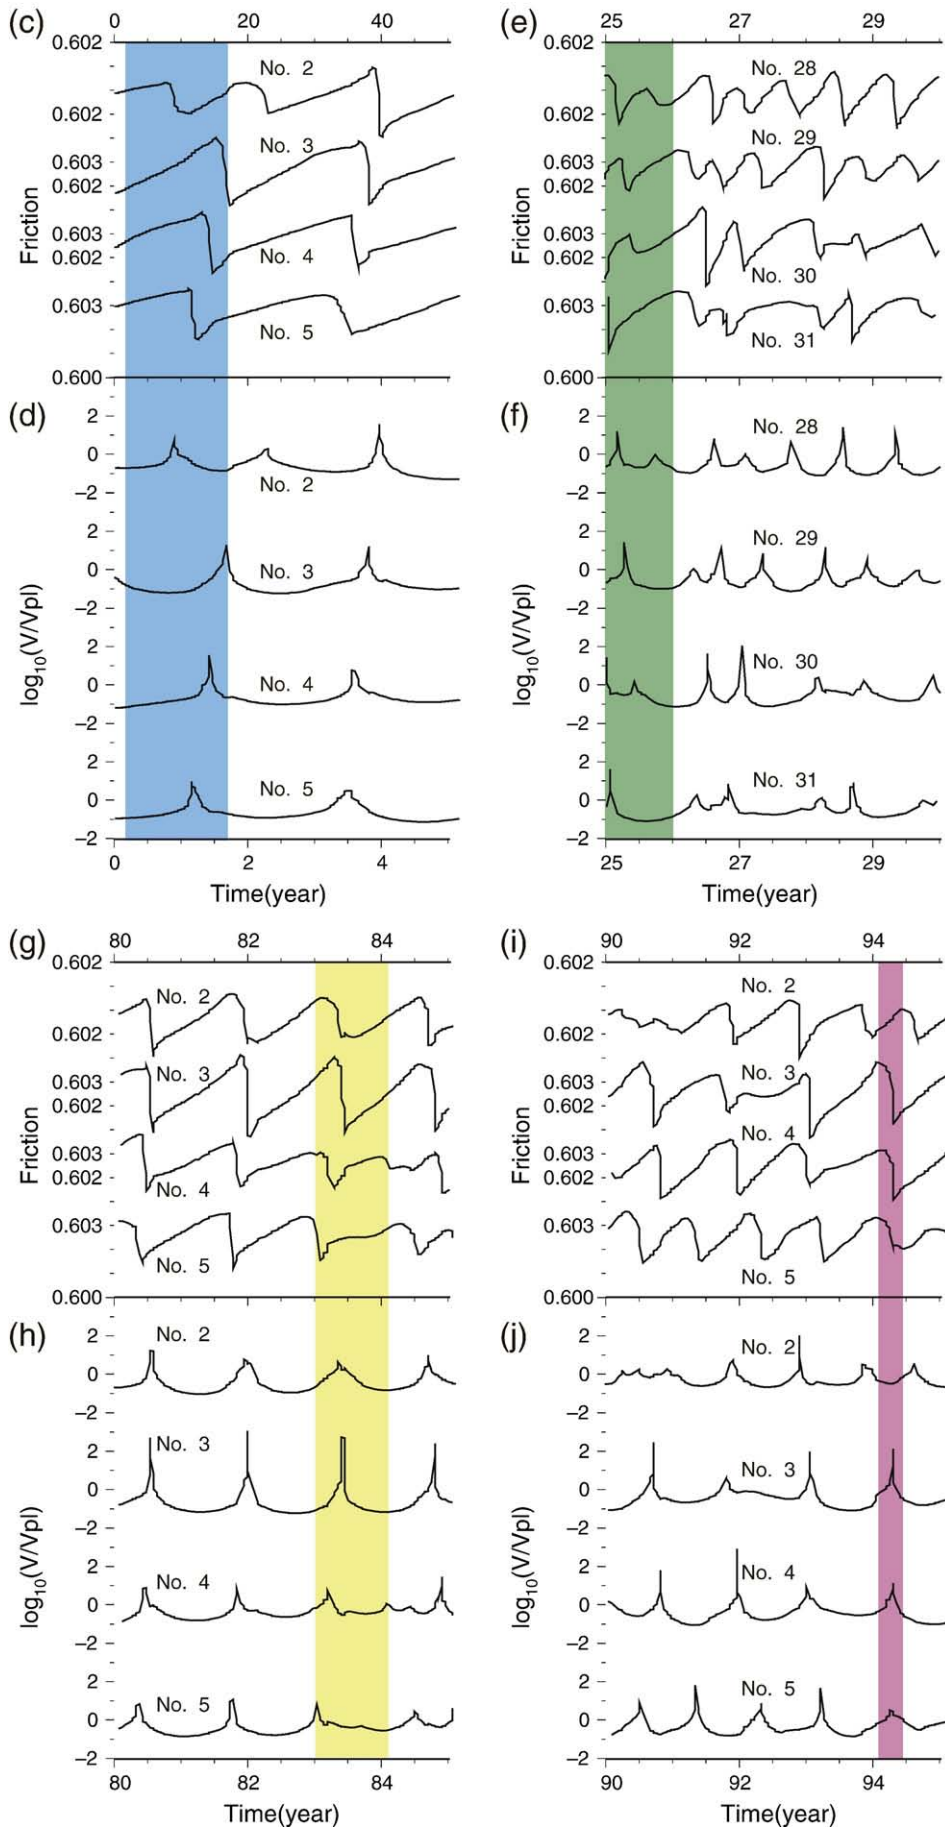 (c)
0 20 40
0.602
No. 2
0.602
No. 3
0.603
0.602
Friction
0.603
No. 4
0.602
0.603
No. 5
0.600
(d)
2
0
No. 2
−2
2
0
No. 3
−2
log10(V/Vpl)
2
0
No. 4
−2
2
No. 5
0
−2
0 2 4
Time(year)
(e)
25 27 29
0.602
No. 28
0.602
No. 29
0.603
0.602
Friction
0.603
0.602
No. 30
0.603
No. 31
0.600
(f)
2
No. 28
0
−2
2
No. 29
0
−2
log10(V/Vpl)
2
No. 30
0
−2
2
No. 31
0
−2
25 27 29
Time(year)
(g)
80 82 84
0.602
No. 2
0.602
No. 3
0.603
0.602
Friction
0.603
0.602
No. 4
0.603
No. 5
0.600
(h)
2
No. 2
0
−2
2
No. 3
0
−2
log10(V/Vpl)
2
No. 4
0
−2
2
No. 5
0
−2
80 82 84
Time(year)
(i)
90 92 94
0.602
No. 2
0.602
No. 3
0.603
0.602
Friction
No. 4
0.603
0.602
0.603
No. 5
0.600
(j)
2
No. 2
0
−2
2
No. 3
0
−2
log10(V/Vpl)
2
No. 4
0
−2
2
No. 5
0
−2
90 92 94
Time(year)